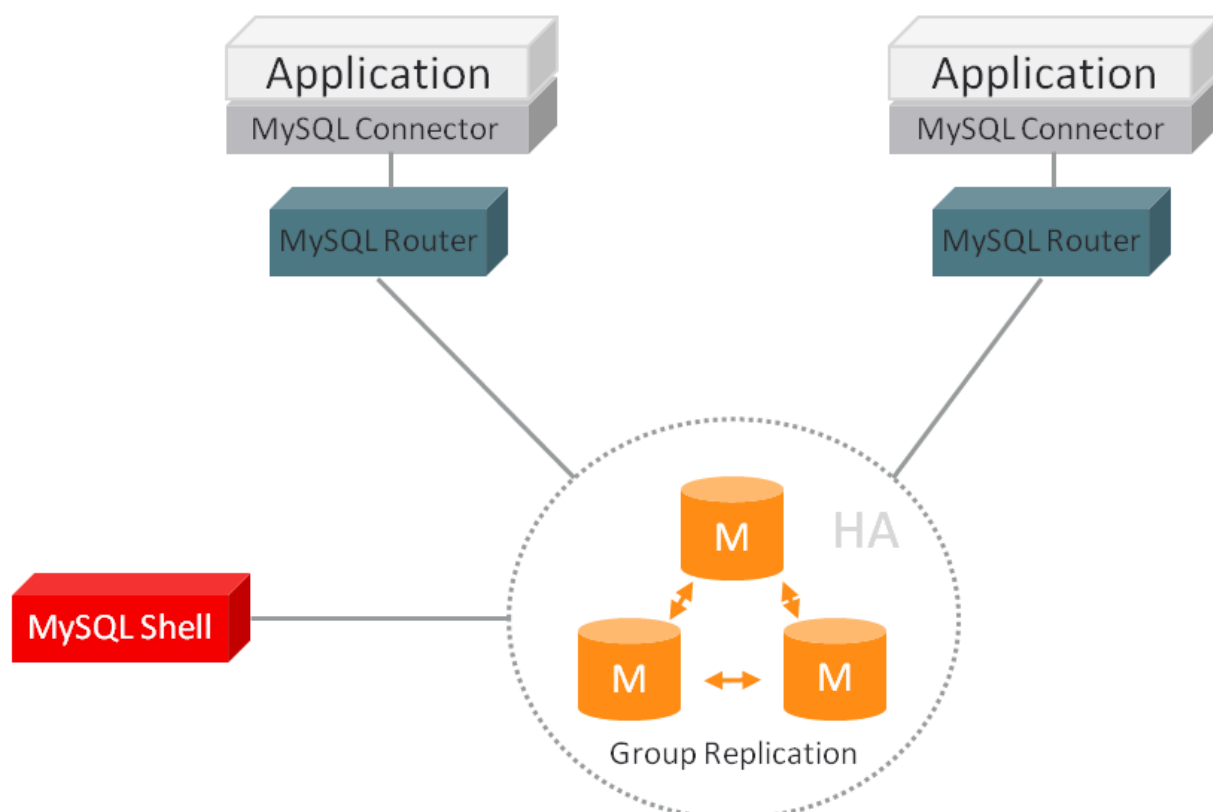 Application
MySQL Connector
MySQL Router
Application
MySQL Connector
MySQL Router
HA
M
M
M
MySQL Shell
Group Replication